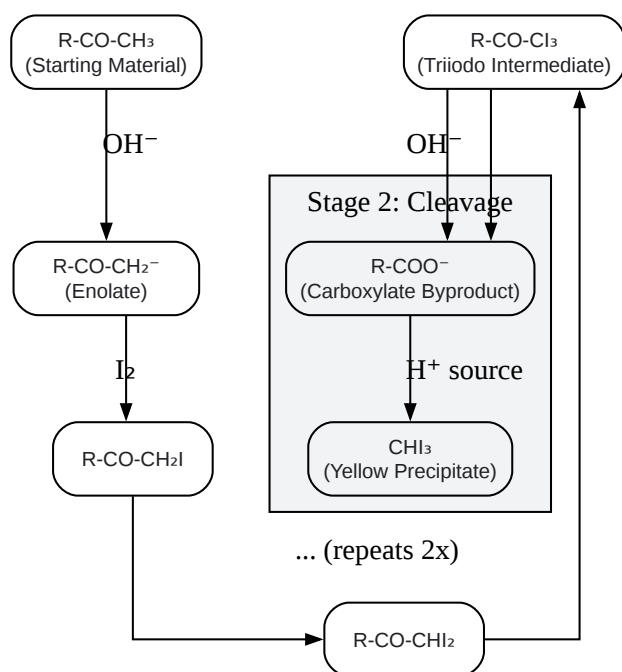 R-CO-CH₃
(Starting Material)
R-CO-CI₃
(Triiodo Intermediate)
OH⁻
OH⁻
Stage 2: Cleavage
R-CO-CH₂⁻
(Enolate)
R-COO⁻
(Carboxylate Byproduct)
I₂
H⁺ source
R-CO-CH₂I
CHI₃
(Yellow Precipitate)
... (repeats 2x)
R-CO-CHI₂